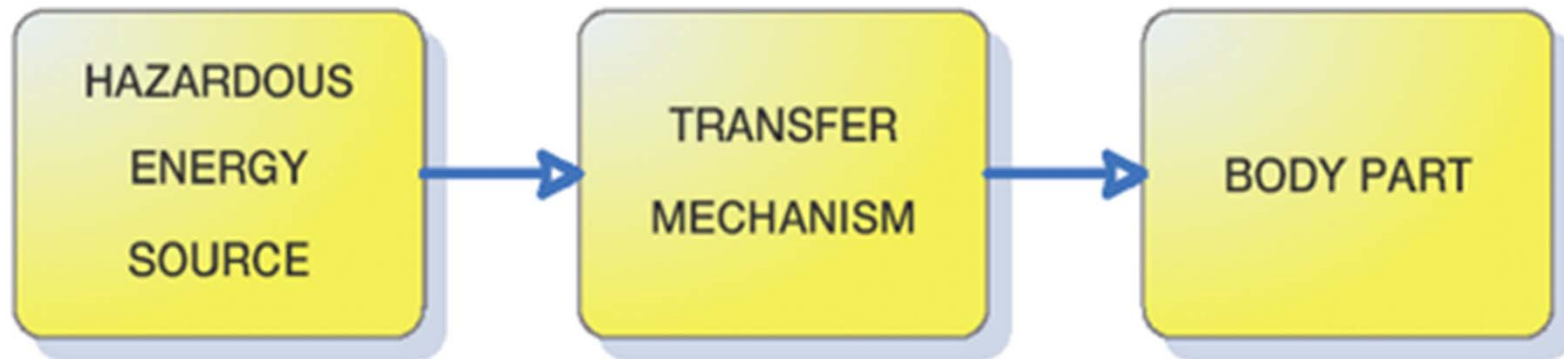 HAZARDOUS
ENERGY
SOURCE
TRANSFER
MECHANISM
BODY PART